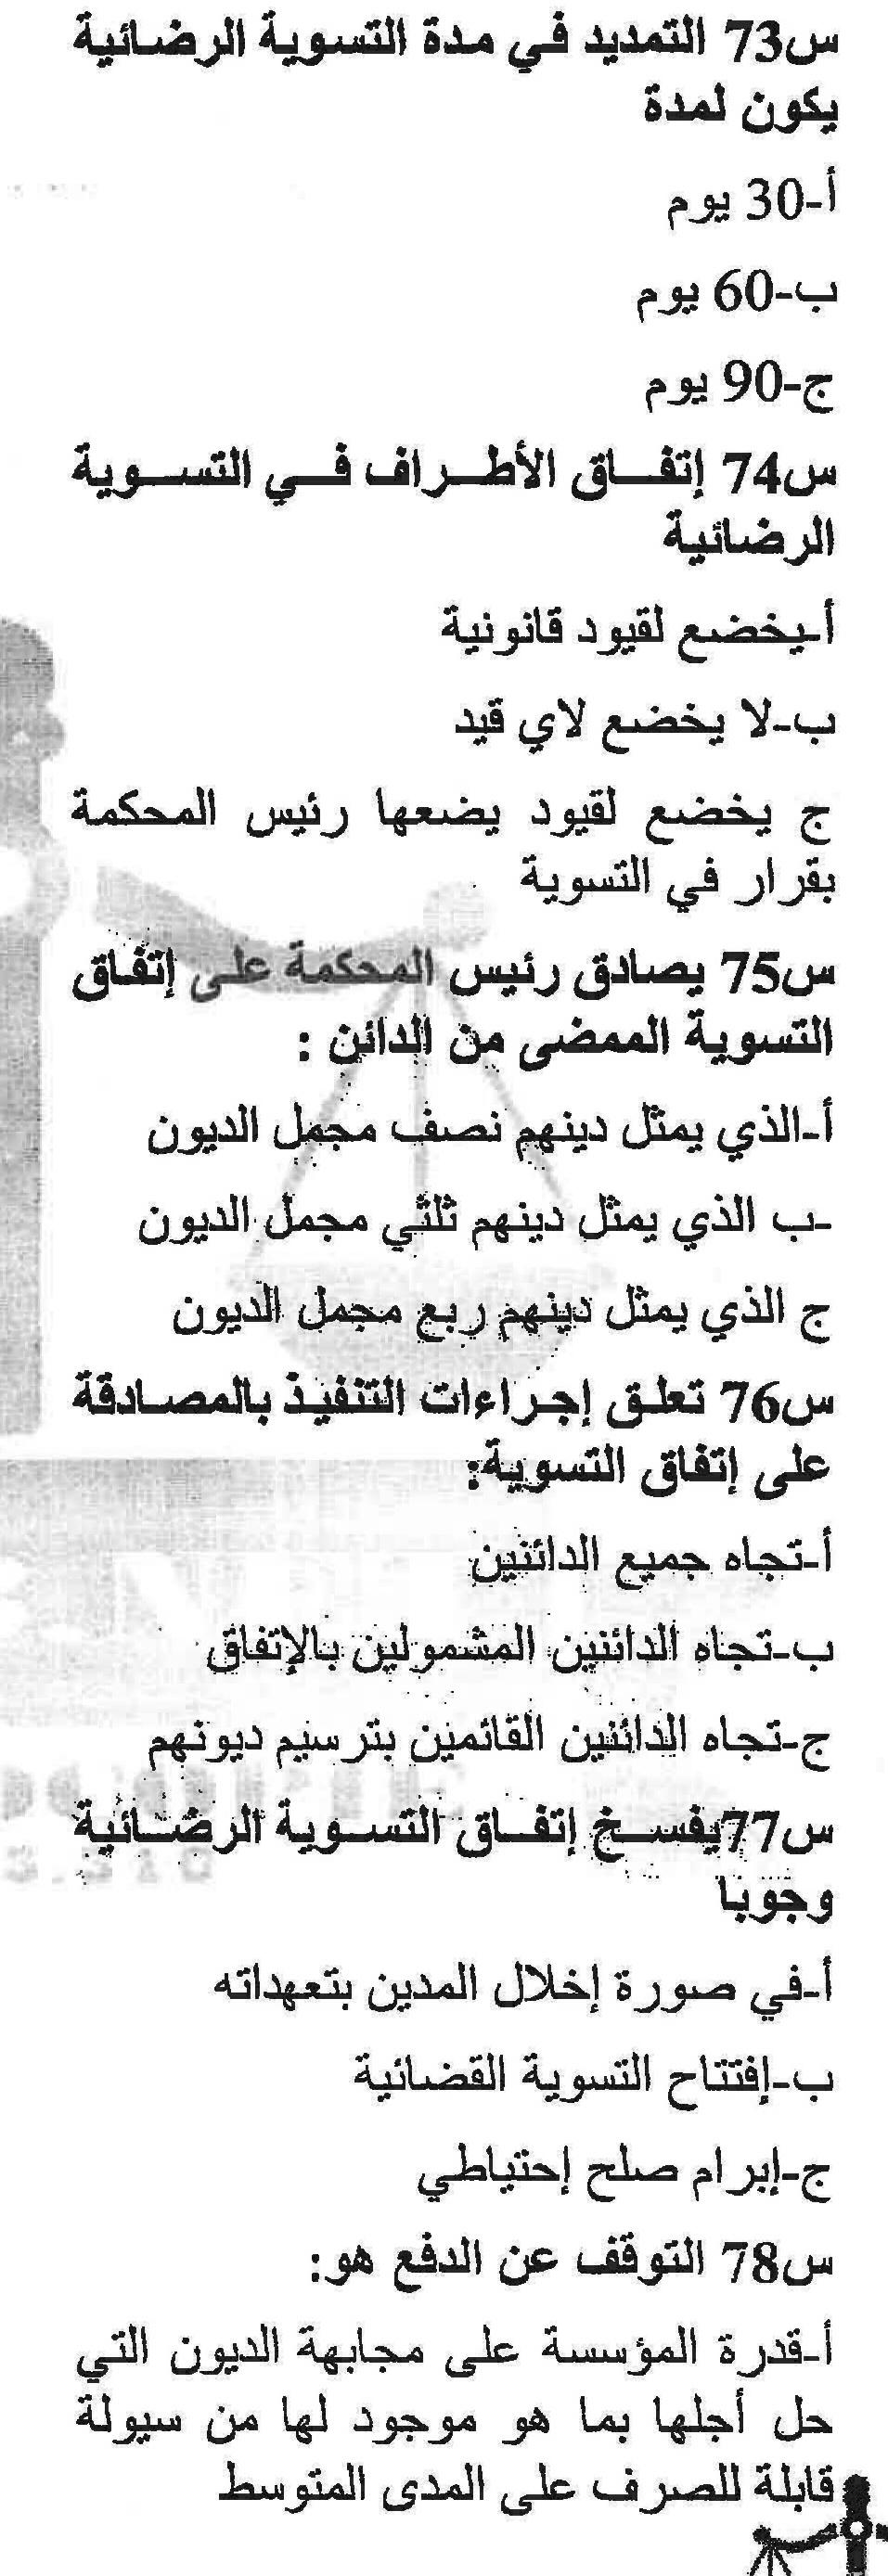 س73 التمديد في مدة التسوية الرضائية
يكون لمدة
أ-30 يوم
ب-60 يوم
ج-90 يوم
س74 إتفاق الأطراف في التسوية
الرضائية
أ-يخضع لقيود قانونية
ب-لا يخضع لاي قيد
ج يخضع لقيود يضعها رئيس المحكمة
بقرار في التسوية
س75 يصادق رئيس المحكمة على إتفاق
التسوية الممضى من الدائن :
أ-الذي يمثل دينهم نصف مجمل الديون
-ب الذي يمثل دينهم ثلثي مجمل الديون
ج الذي يمثل دينهم ربع مجمل الديون
س76 تعلق إجراءات التنفيذ بالمصادقة
على إتفاق التسوية:
أ-تجاه جميع الدائنين
ب-تجاه الدائنين المشمولين بالإتفاق
ج-تجاه الدائنين القائمين بترسيم ديونهم
س77يفسخ إتفاق التسوية الرضائية
وجوبا
أ-في صورة إخلال المدين بتعهداته
ب-إفتتاح التسوية القضائية
ج-إبرام صلح إحتياطي
س78 التوقف عن الدفع هو:
أ-قدرة المؤسسة على مجابهة الديون التي
حل أجلها بما هو موجود لها من سيولة
قابلة للصرف على المدى المتوسط